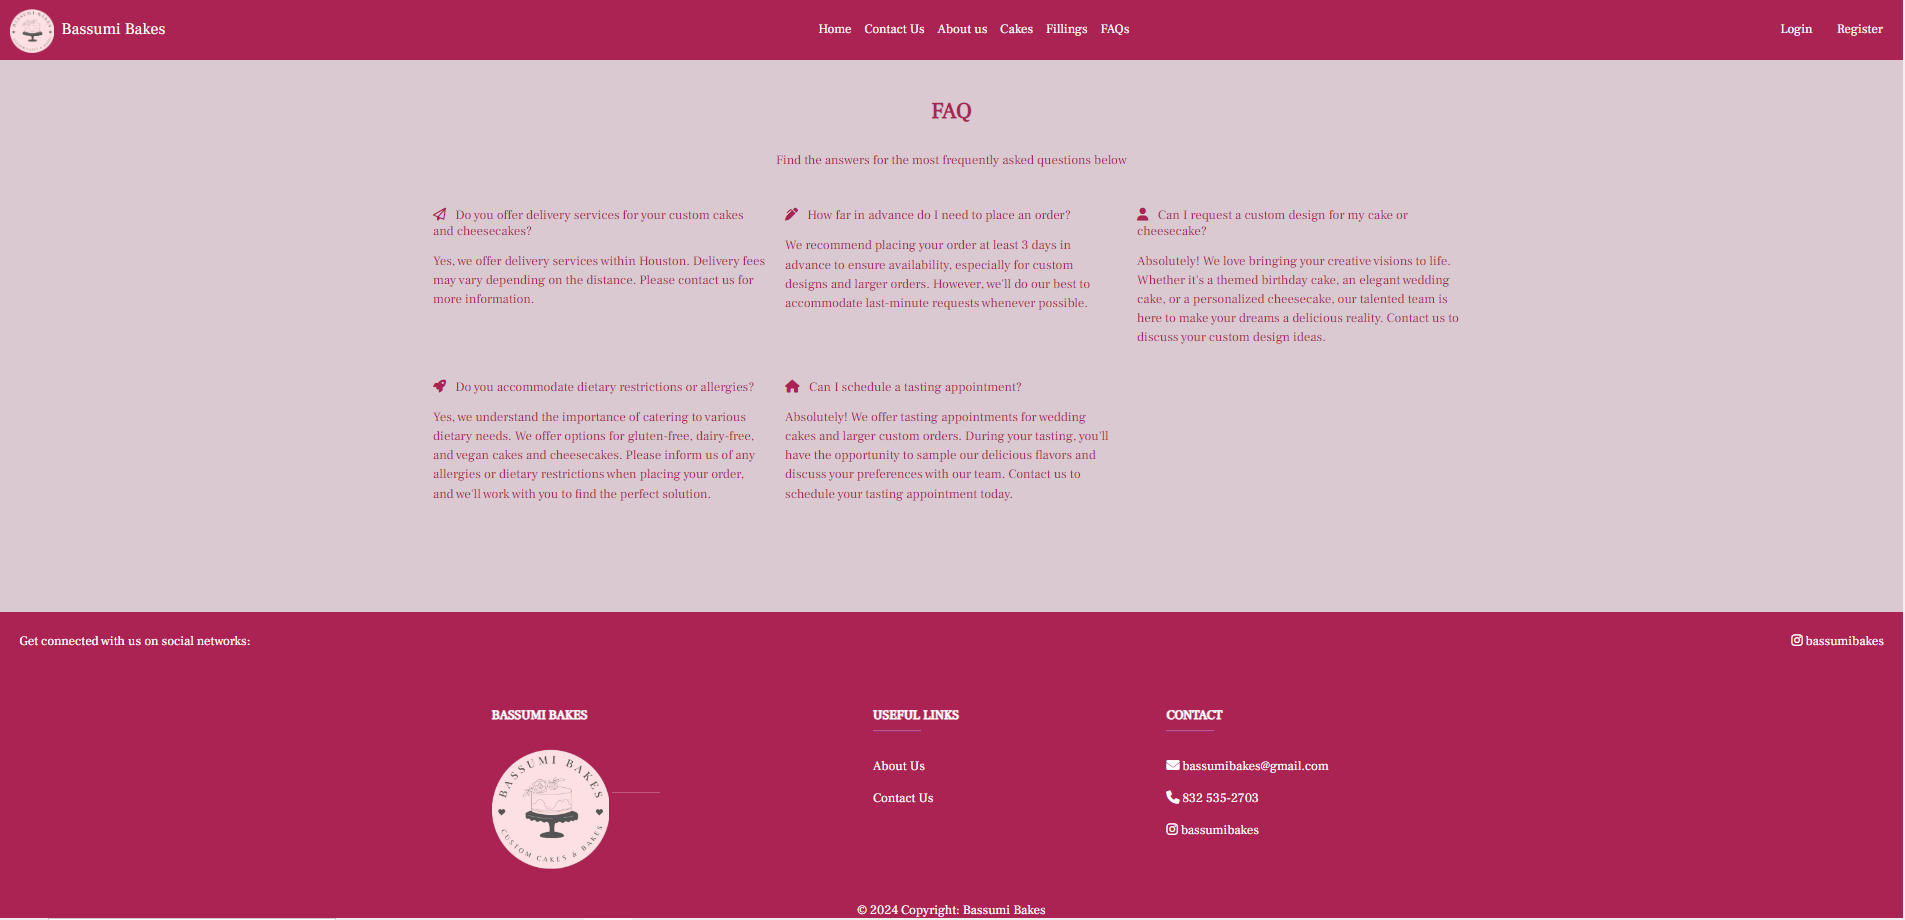 Bassumi Bakes
Home Contact Us About us Cakes Fillings FAQs
Login Register
FAQ
Find the answers for the most frequently asked questions below
Do you offer delivery services for your custom cakes
and cheesecakes?
Yes, we offer delivery services within Houston. Delivery fees
may vary depending on the distance. Please contact us for
more information.
How far in advance do I need to place an order?
We recommend placing your order at least 3 days in
advance to ensure availability, especially for custom
designs and larger orders. However, we'll do our best to
accommodate last-minute requests whenever possible.
Can I request a custom design for my cake or
cheesecake?
Absolutely! We love bringing your creative visions to life.
Whether it's a themed birthday cake, an elegant wedding
cake, or a personalized cheesecake, our talented team is
here to make your dreams a delicious reality. Contact us to
discuss your custom design ideas.
Do you accommodate dietary restrictions or allergies?
Yes, we understand the importance of catering to various
dietary needs. We offer options for gluten-free, dairy-free,
and vegan cakes and cheesecakes. Please inform us of any
allergies or dietary restrictions when placing your order,
and we'll work with you to find the perfect solution.
Can I schedule a tasting appointment?
Absolutely! We offer tasting appointments for wedding
cakes and larger custom orders. During your tasting, you'll
have the opportunity to sample our delicious flavors and
discuss your preferences with our team. Contact us to
schedule your tasting appointment today.
Get connected with us on social networks:
bassumibakes
BASSUMI BAKES
BASSUMI BAKES
CUSTOM CAKES & BAKES
USEFUL LINKS
About Us
Contact Us
CONTACT
bassumibakes@gmail.com
832 535-2703
bassumibakes
© 2024 Copyright: Bassumi Bakes